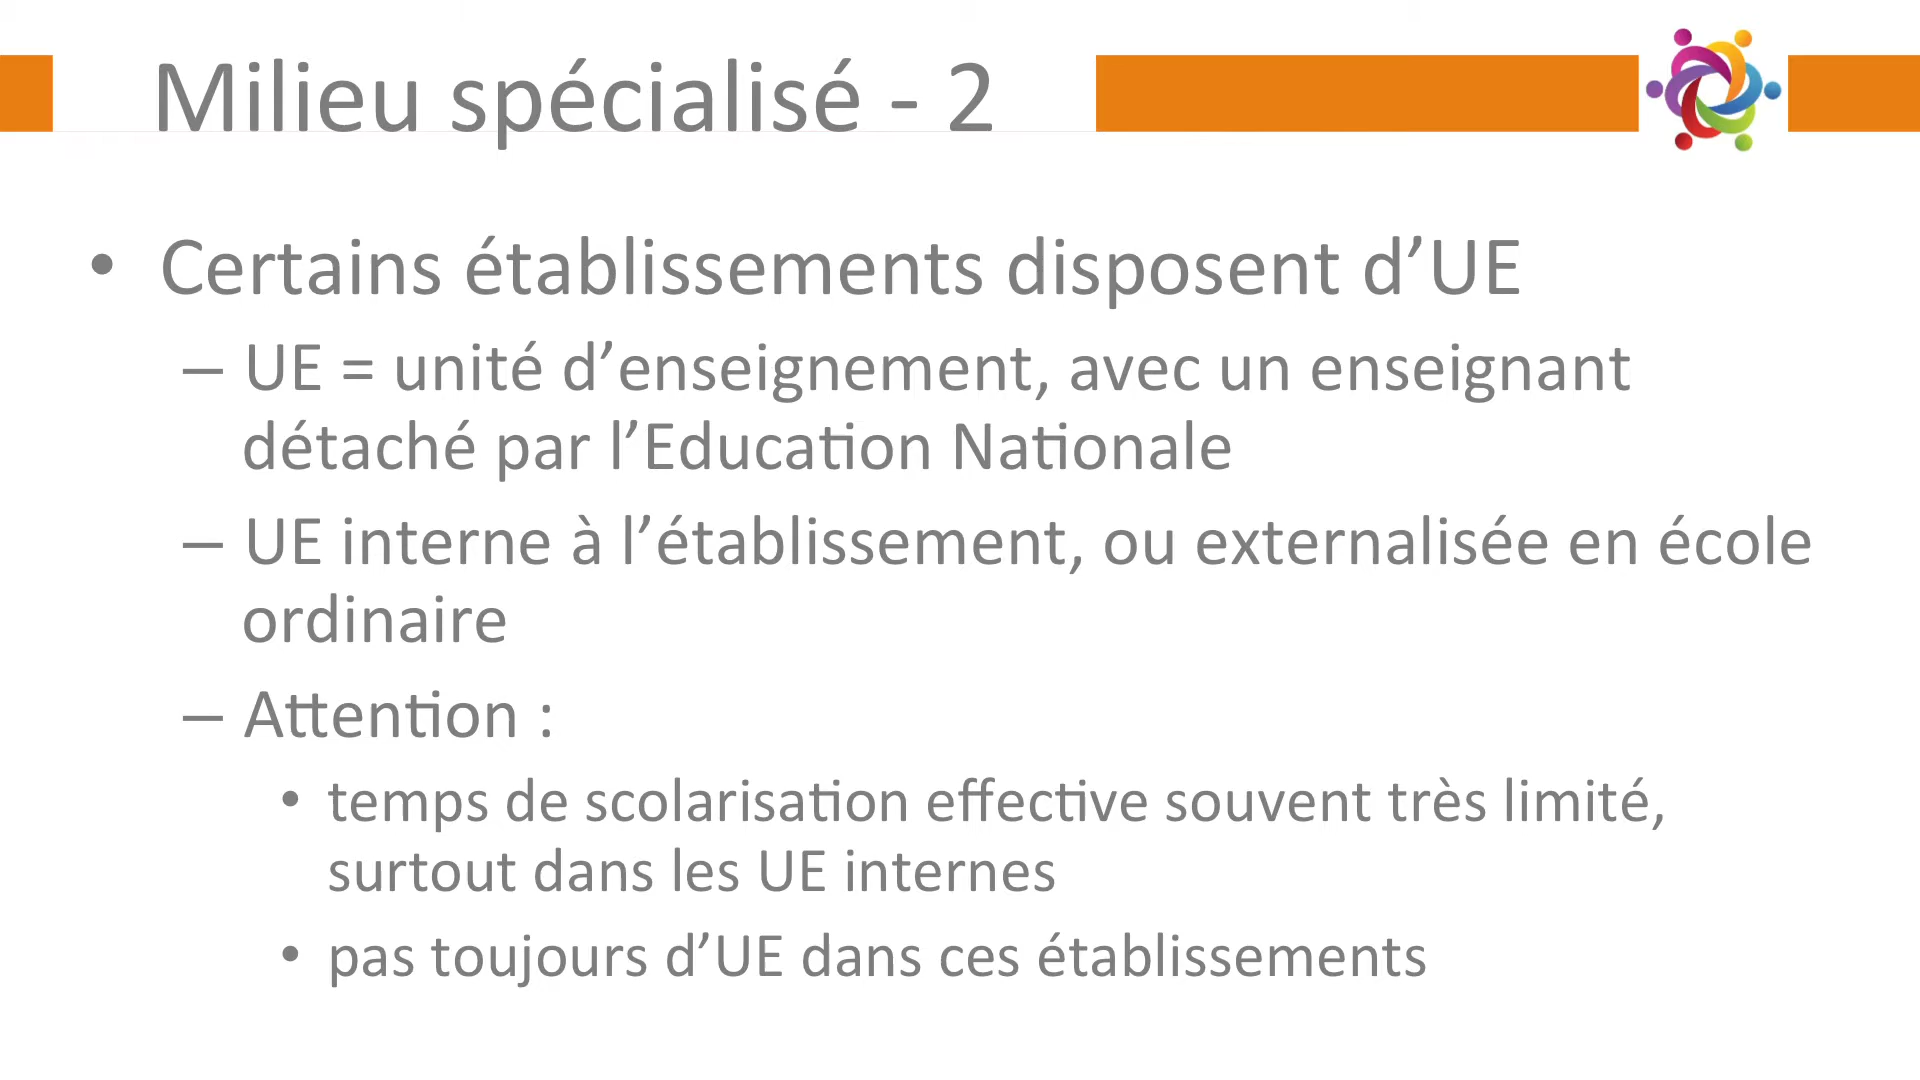 Milieu spécialisé - 2
• Certains établissements disposent d’UE
– UE = unité d’enseignement, avec un enseignant
détaché par l’Education Nationale
– UE interne à l’établissement, ou externalisée en école
ordinaire
– Attention :
• temps de scolarisation effective souvent très limité,
surtout dans les UE internes
• pas toujours d’UE dans ces établissements